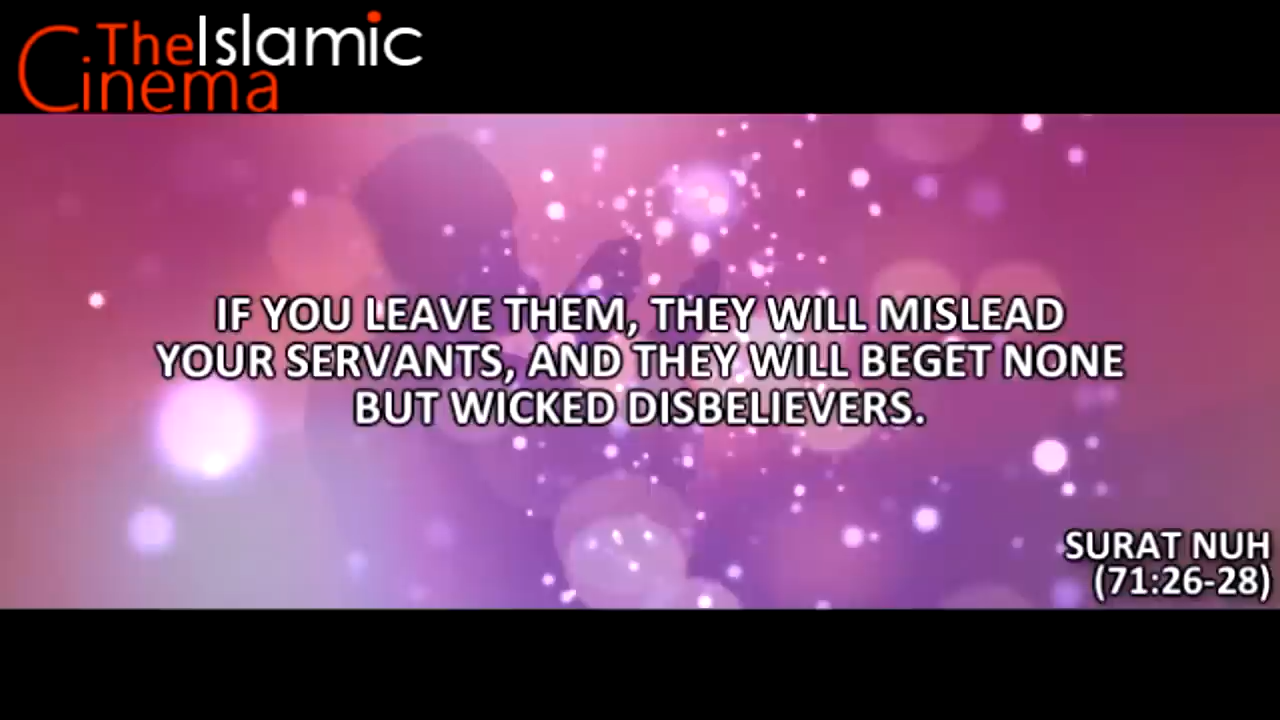 TheIslamic
Cinema
IF YOU LEAVE THEM, THEY WILL MISLEAD
YOUR SERVANTS, AND THEY WILL BEGET NONE
BUT WICKED DISBELIEVERS.
SURAT NUH
(71:26-28)